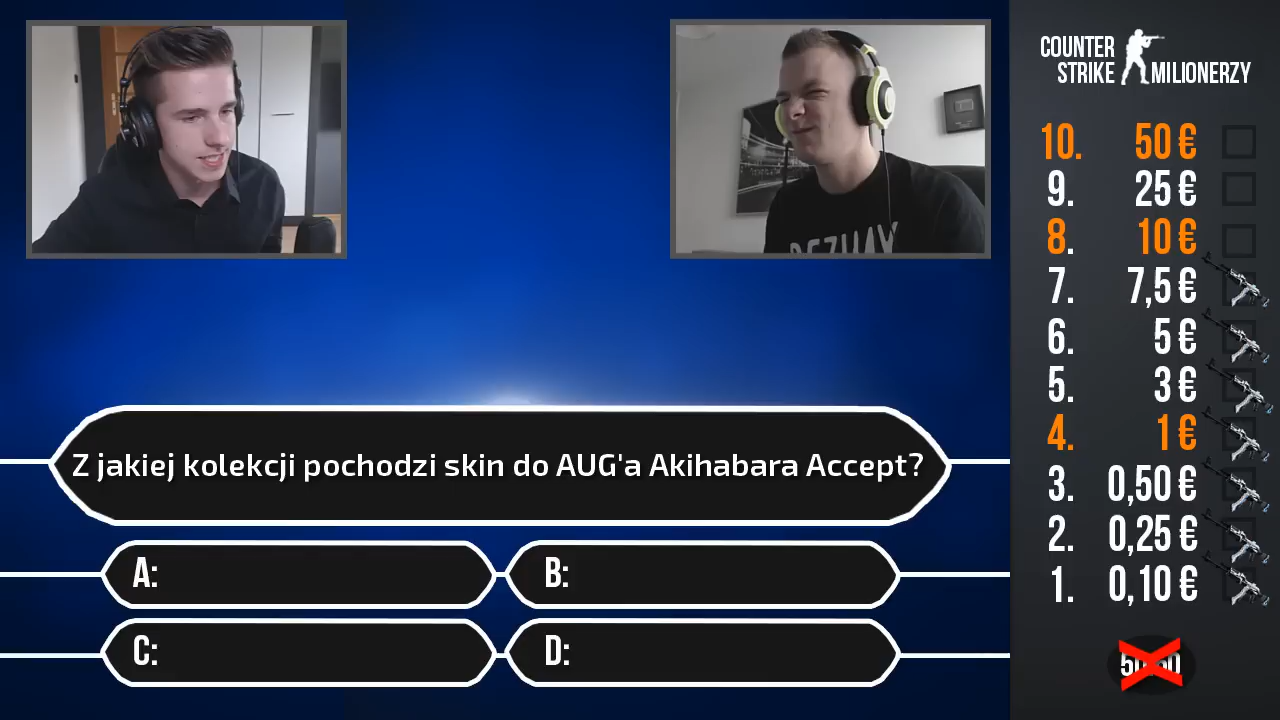 COUNTER
STRIKE MILIONERZY
10. 50 €
9. 25 €
8. 10 €
7. 7,5 €
6. 5 €
5. 3 €
4. 1 €
3. 0,50 €
2. 0,25 €
1. 0,10 €
Z jakiej kolekcji pochodzi skin do AUG'a Akihabara Accept?
A:
B:
C:
D: